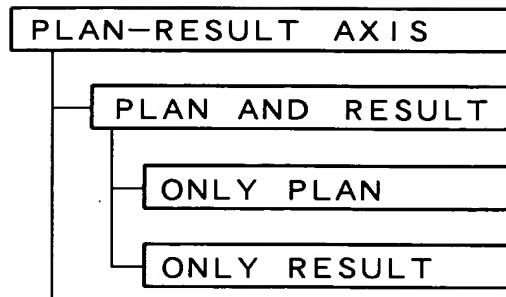 PLAN-RESULT AXIS
PLAN AND RESULT
ONLY PLAN
ONLY RESULT